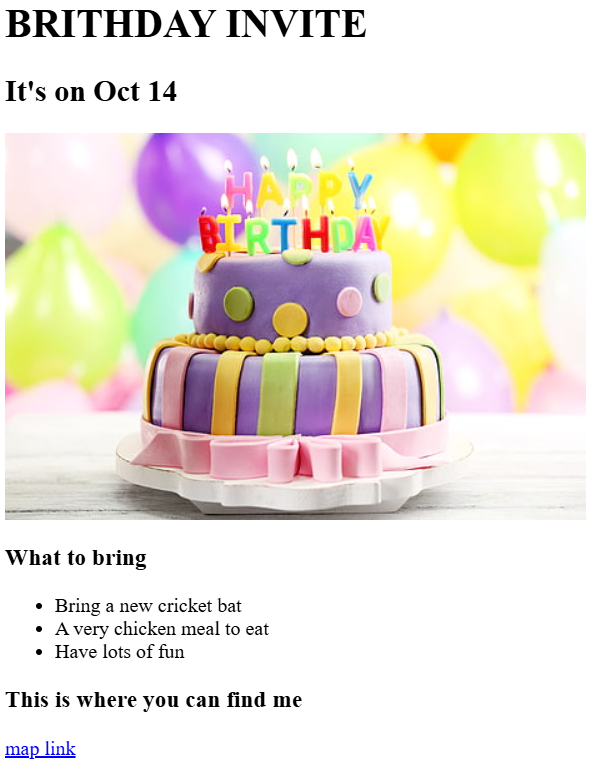 BRITHDAY INVITE
It's on Oct 14
HAPPY
BIRTHDAY
What to bring
Bring a new cricket bat
A very chicken meal to eat
Have lots of fun
This is where you can find me
map link